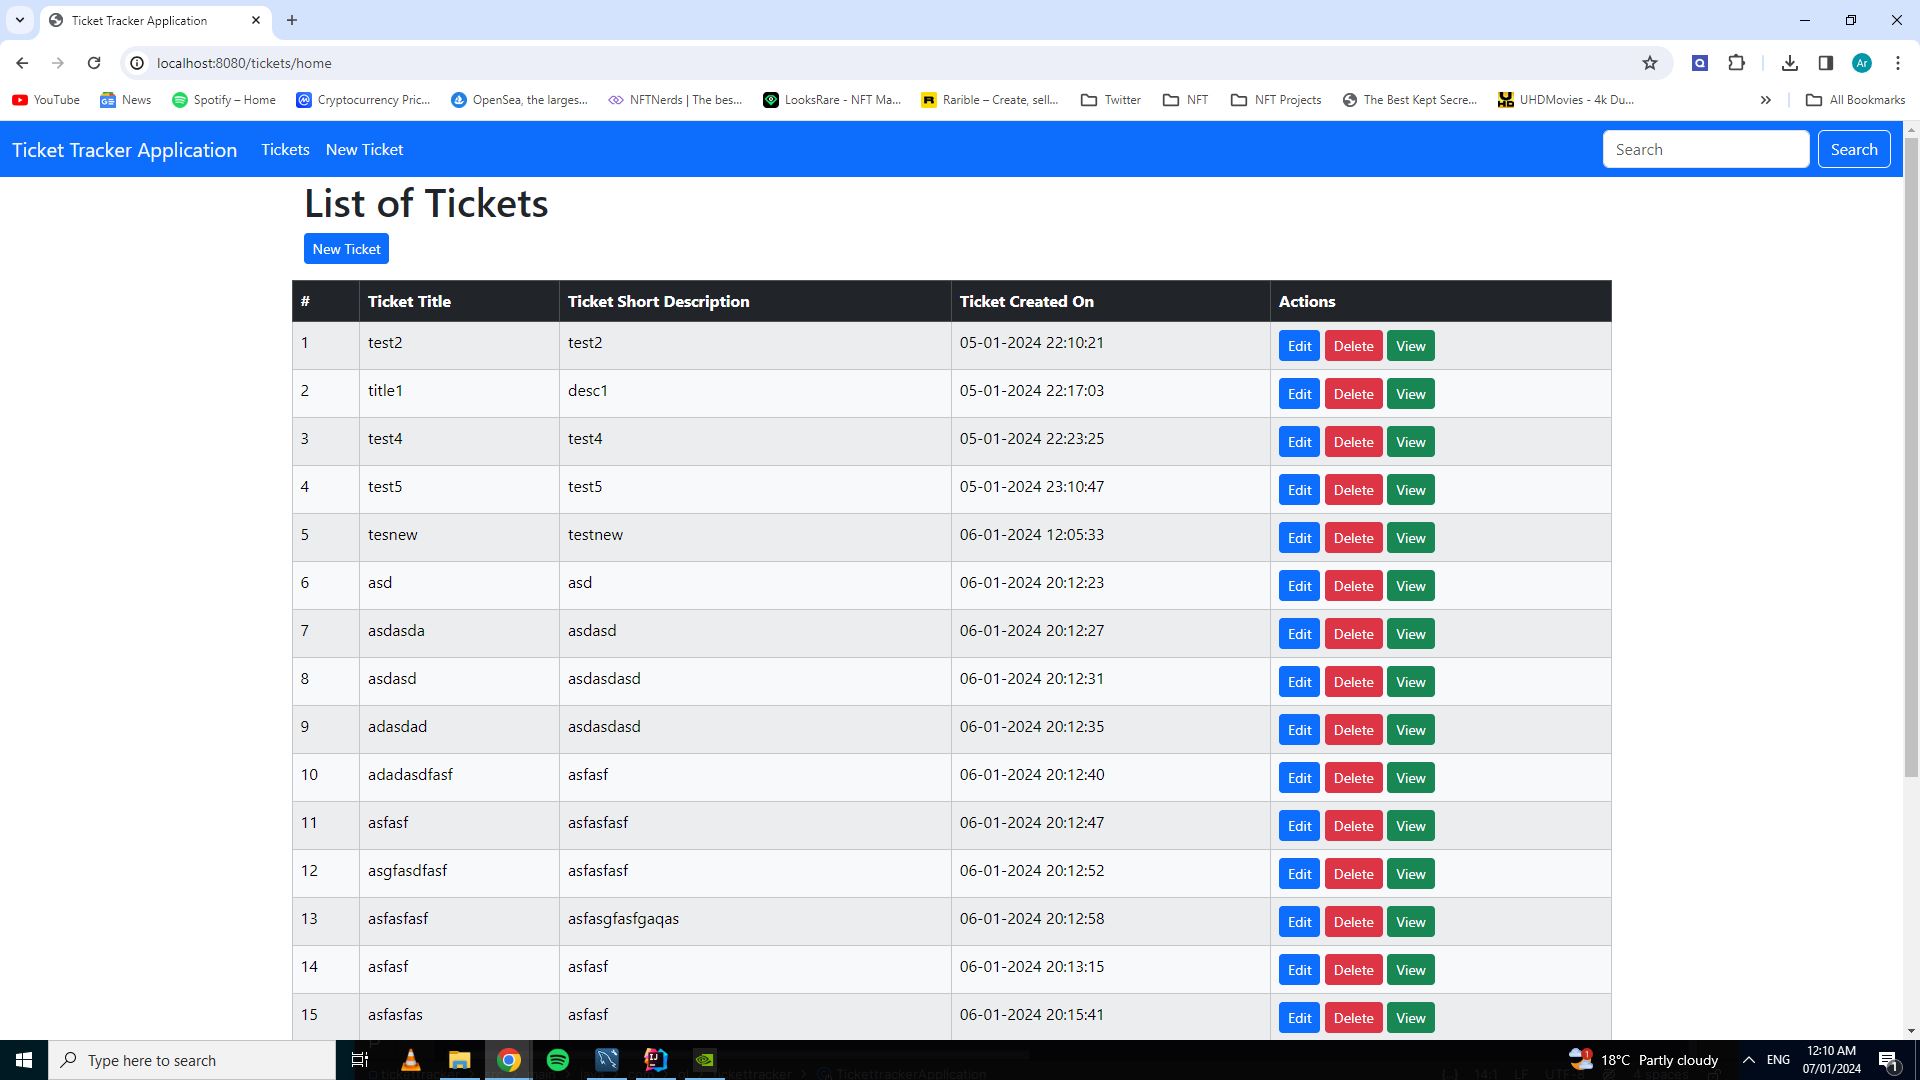 Ticket Tracker Application
localhost:8080/tickets/home
Ar
YouTube News Spotify – Home Cryptocurrency Pric... OpenSea, the larges... NFTNerds | The bes... LooksRare - NFT Ma... Rarible – Create, sell... Twitter NFT NFT Projects The Best Kept Secre... UHDMovies - 4k Du... » All Bookmarks
Ticket Tracker Application Tickets New Ticket Search Search
List of Tickets
New Ticket
# Ticket Title Ticket Short Description Ticket Created On Actions
1 test2 test2 05-01-2024 22:10:21 Edit Delete View
2 title1 desc1 05-01-2024 22:17:03 Edit Delete View
3 test4 test4 05-01-2024 22:23:25 Edit Delete View
4 test5 test5 05-01-2024 23:10:47 Edit Delete View
5 tesnew testnew 06-01-2024 12:05:33 Edit Delete View
6 asd asd 06-01-2024 20:12:23 Edit Delete View
7 asdasda asdasd 06-01-2024 20:12:27 Edit Delete View
8 asdasd asdasdasd 06-01-2024 20:12:31 Edit Delete View
9 adasdad asdasdasd 06-01-2024 20:12:35 Edit Delete View
10 adadasdfasf asfasf 06-01-2024 20:12:40 Edit Delete View
11 asfasf asfasfasf 06-01-2024 20:12:47 Edit Delete View
12 asgfasdfasf asfasfasf 06-01-2024 20:12:52 Edit Delete View
13 asfasfasf asfasgfasfgaqas 06-01-2024 20:12:58 Edit Delete View
14 asfasf asfasf 06-01-2024 20:13:15 Edit Delete View
15 asfasfas asfasf 06-01-2024 20:15:41 Edit Delete View
Type here to search 1 18°C Partly cloudy ENG 12:10 AM
07/01/2024 1